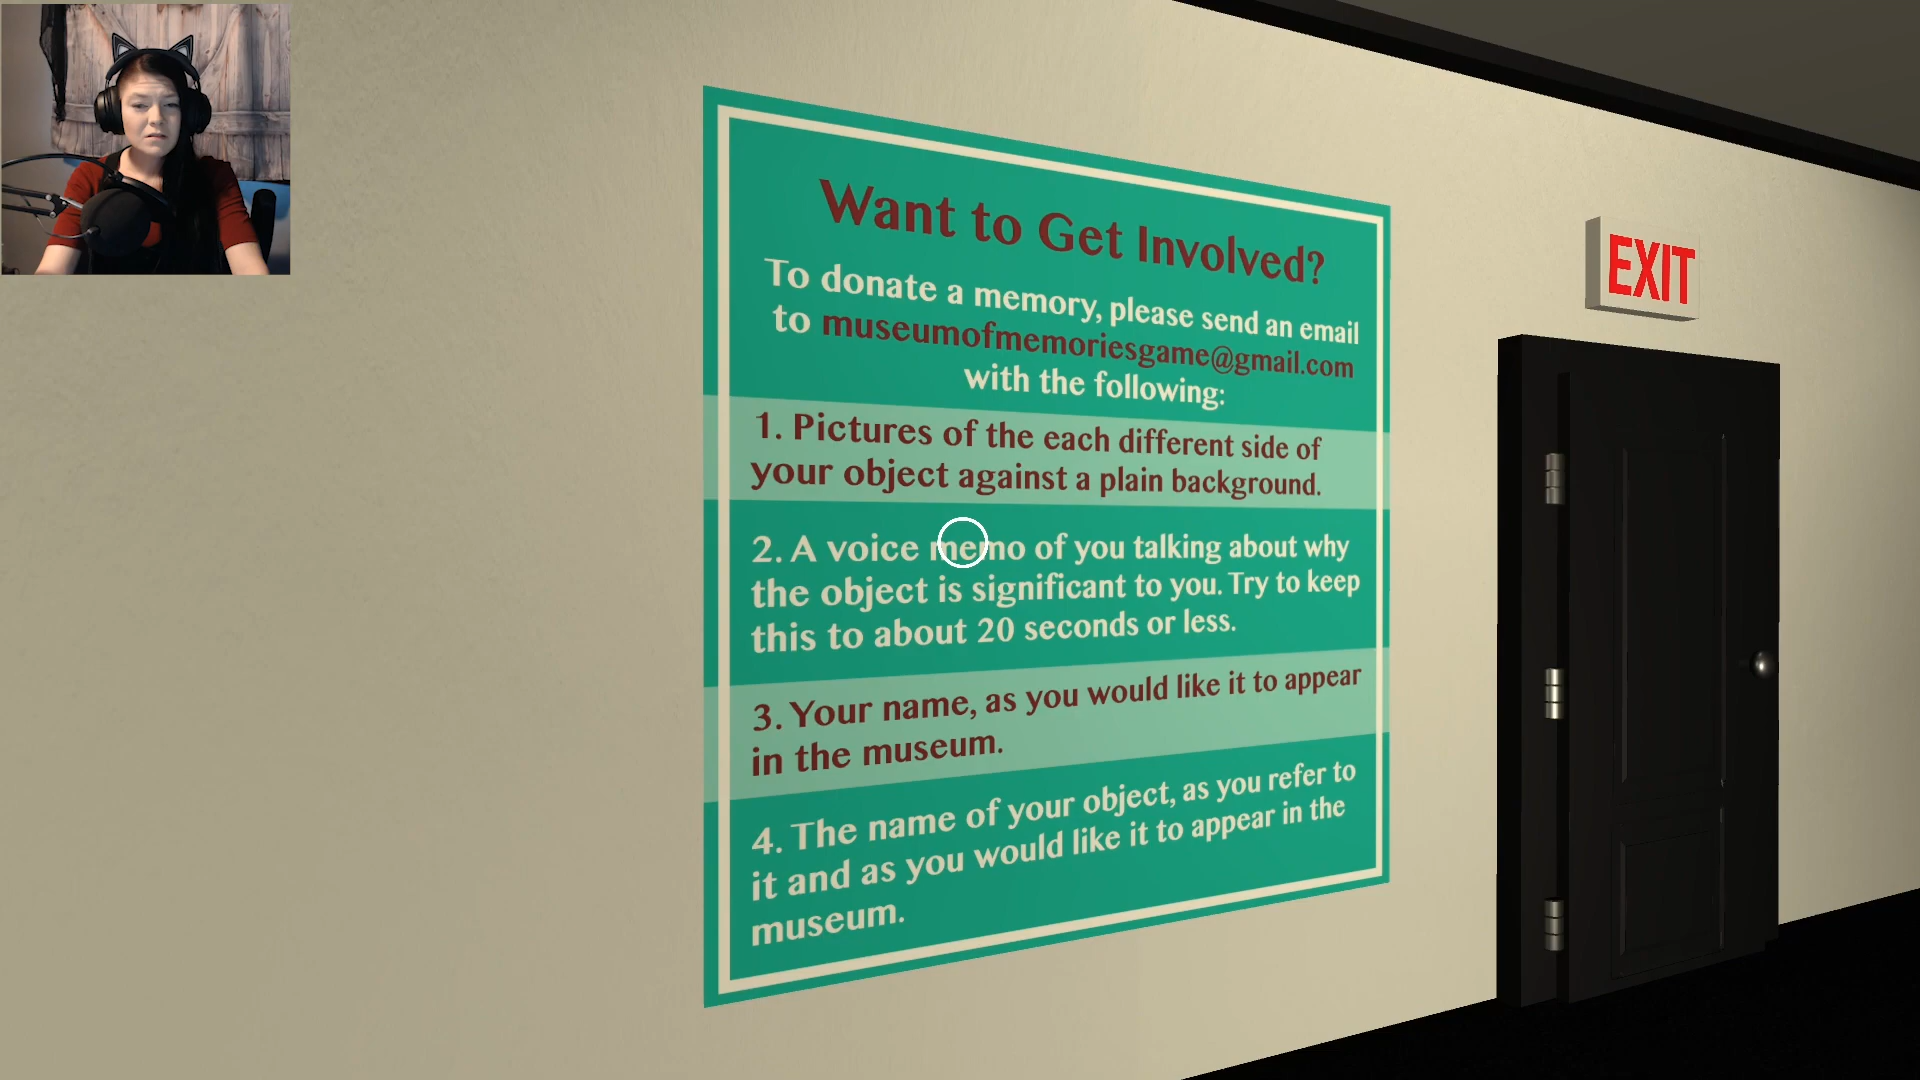 Want to Get Involved?
To donate a memory, please send an email
to museumofmemoriesgame@gmail.com
with the following:
1. Pictures of the each different side of
your object against a plain background.
2. A voice memo of you talking about why
the object is significant to you. Try to keep
this to about 20 seconds or less.
3. Your name, as you would like it to appear
in the museum.
4. The name of your object, as you refer to
it and as you would like it to appear in the
museum.
EXIT